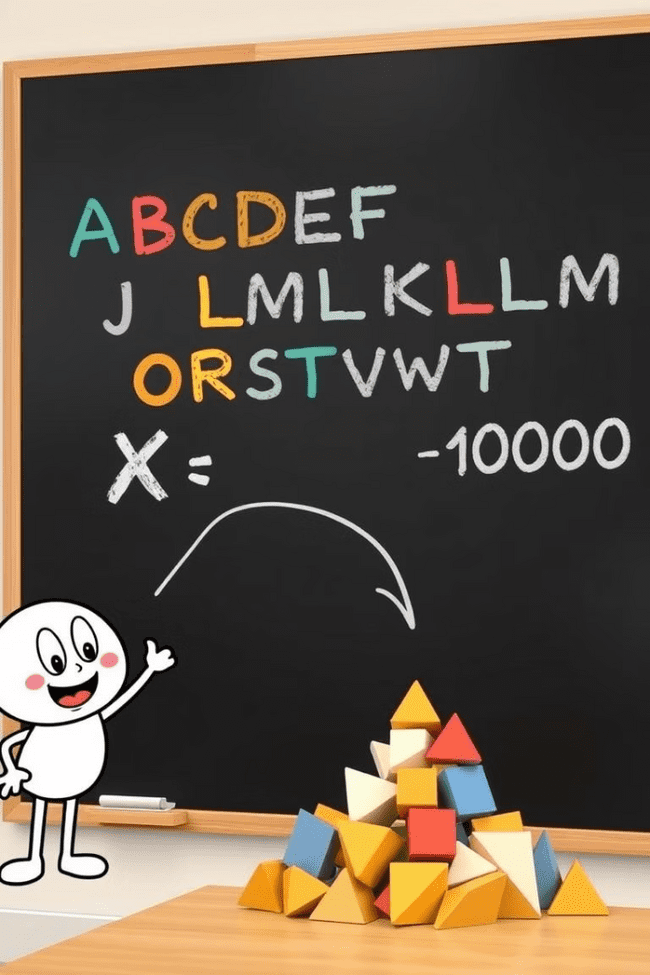 ABCDEF
J LMLKLLM
ORSTVWT
X = -10000